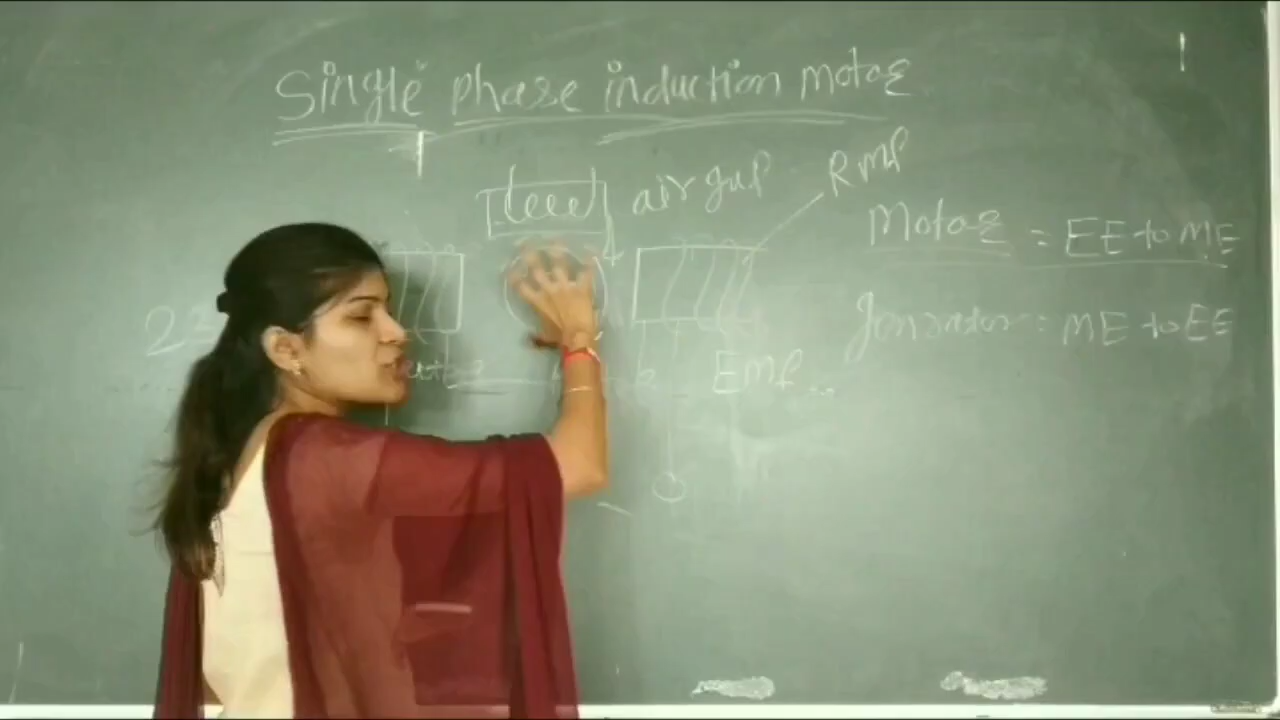 Single phase induction motor
air gap
RMF
Motor = EE to ME
Generator = ME to EE
EMF